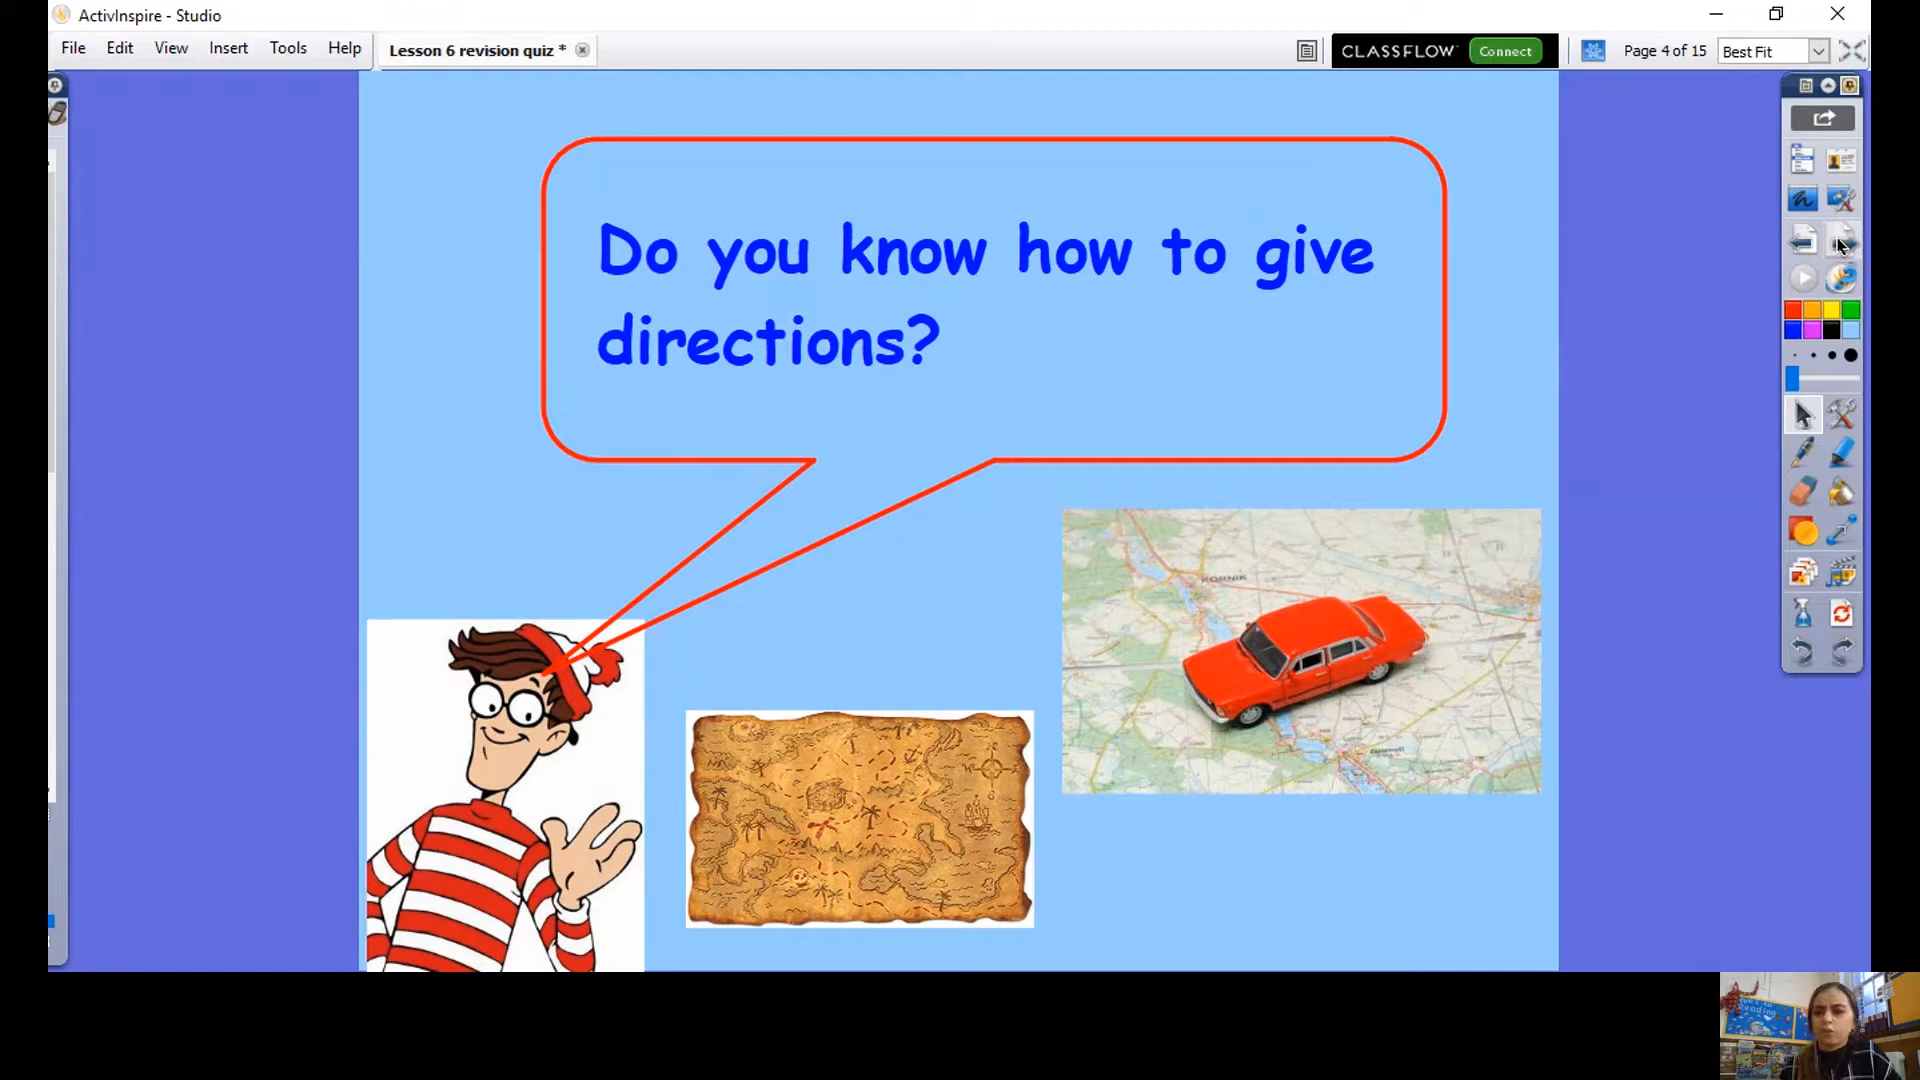 ActivInspire - Studio
File Edit View Insert Tools Help
Lesson 6 revision quiz *
CLASSFLOW Connect
Page 4 of 15
Best Fit
Do you know how to give
directions?
KORNIK